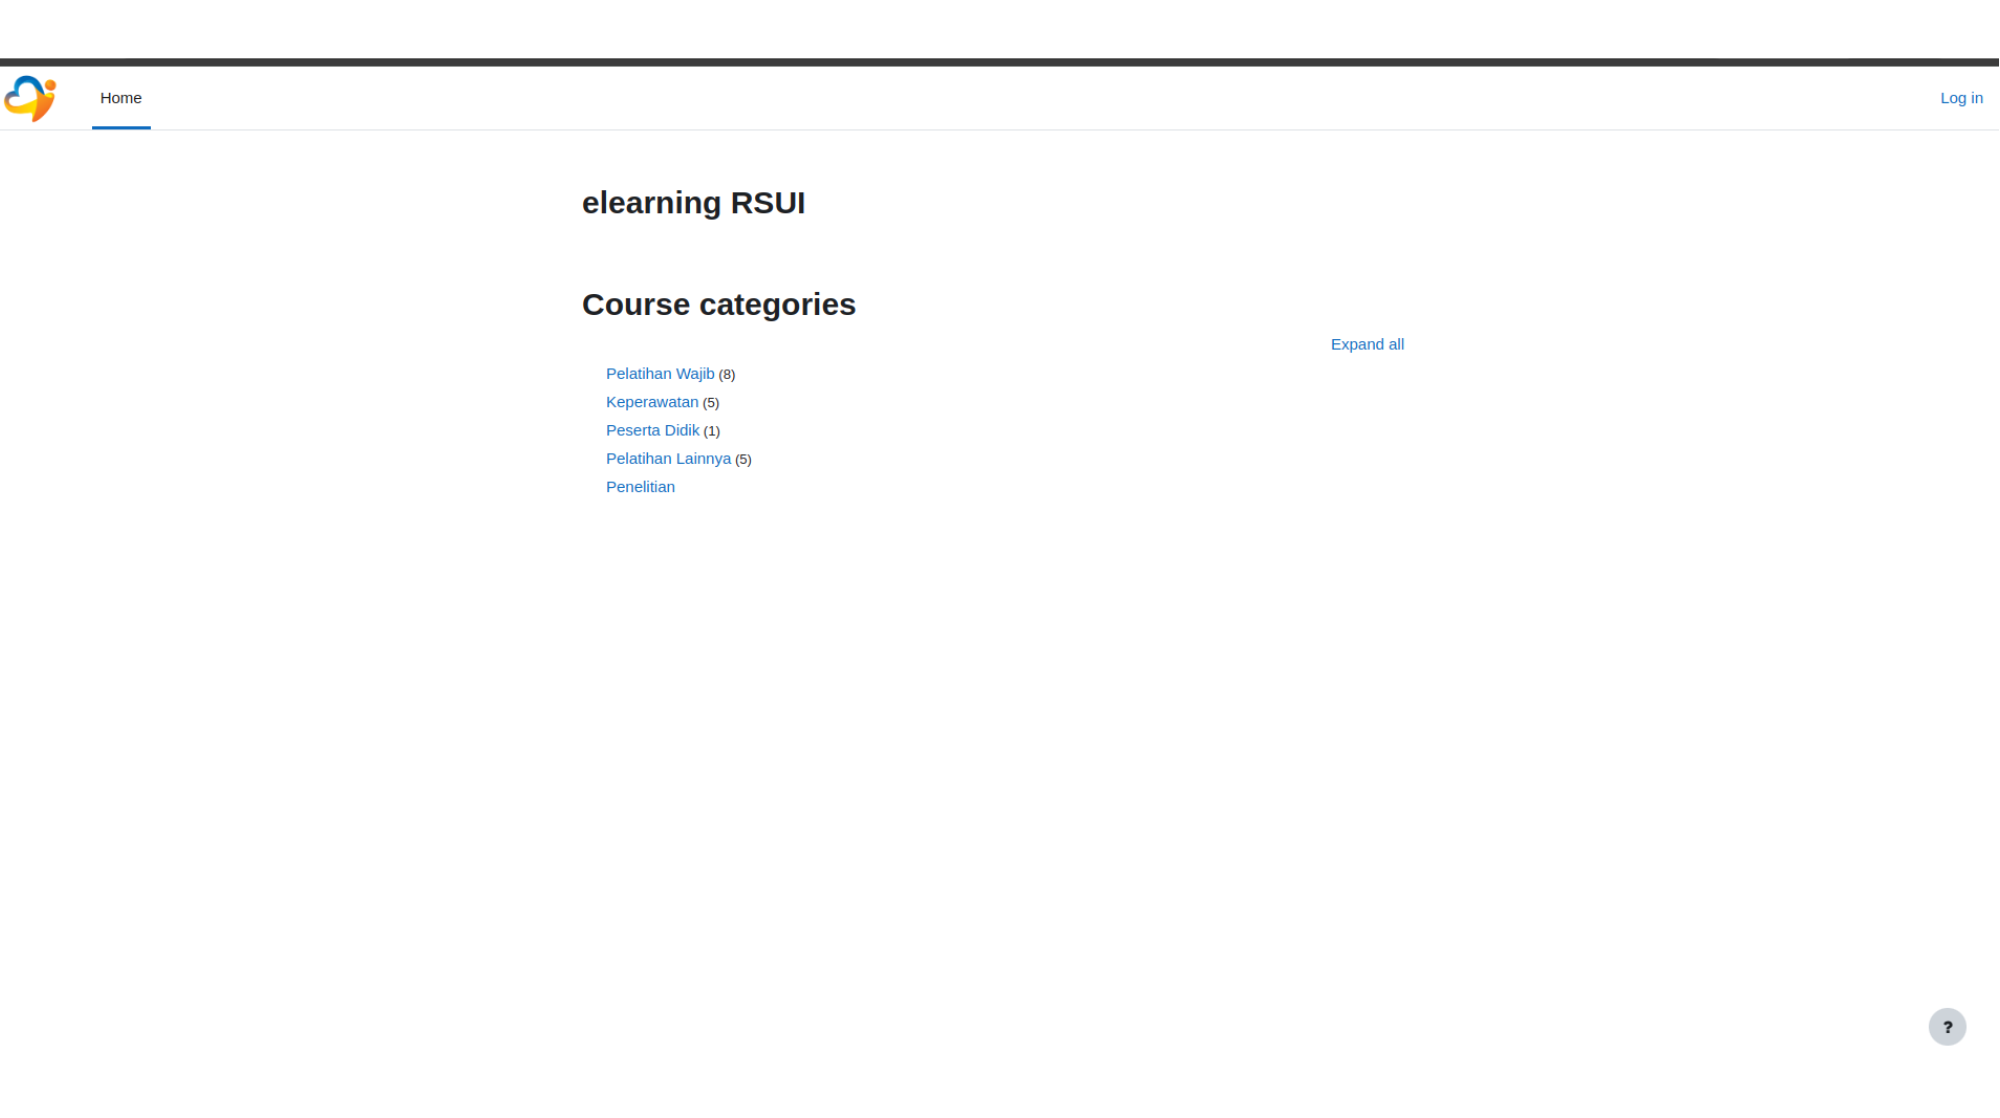 Home
Log in
elearning RSUI
Course categories
Expand all
Pelatihan Wajib (8)
Keperawatan (5)
Peserta Didik (1)
Pelatihan Lainnya (5)
Penelitian
?